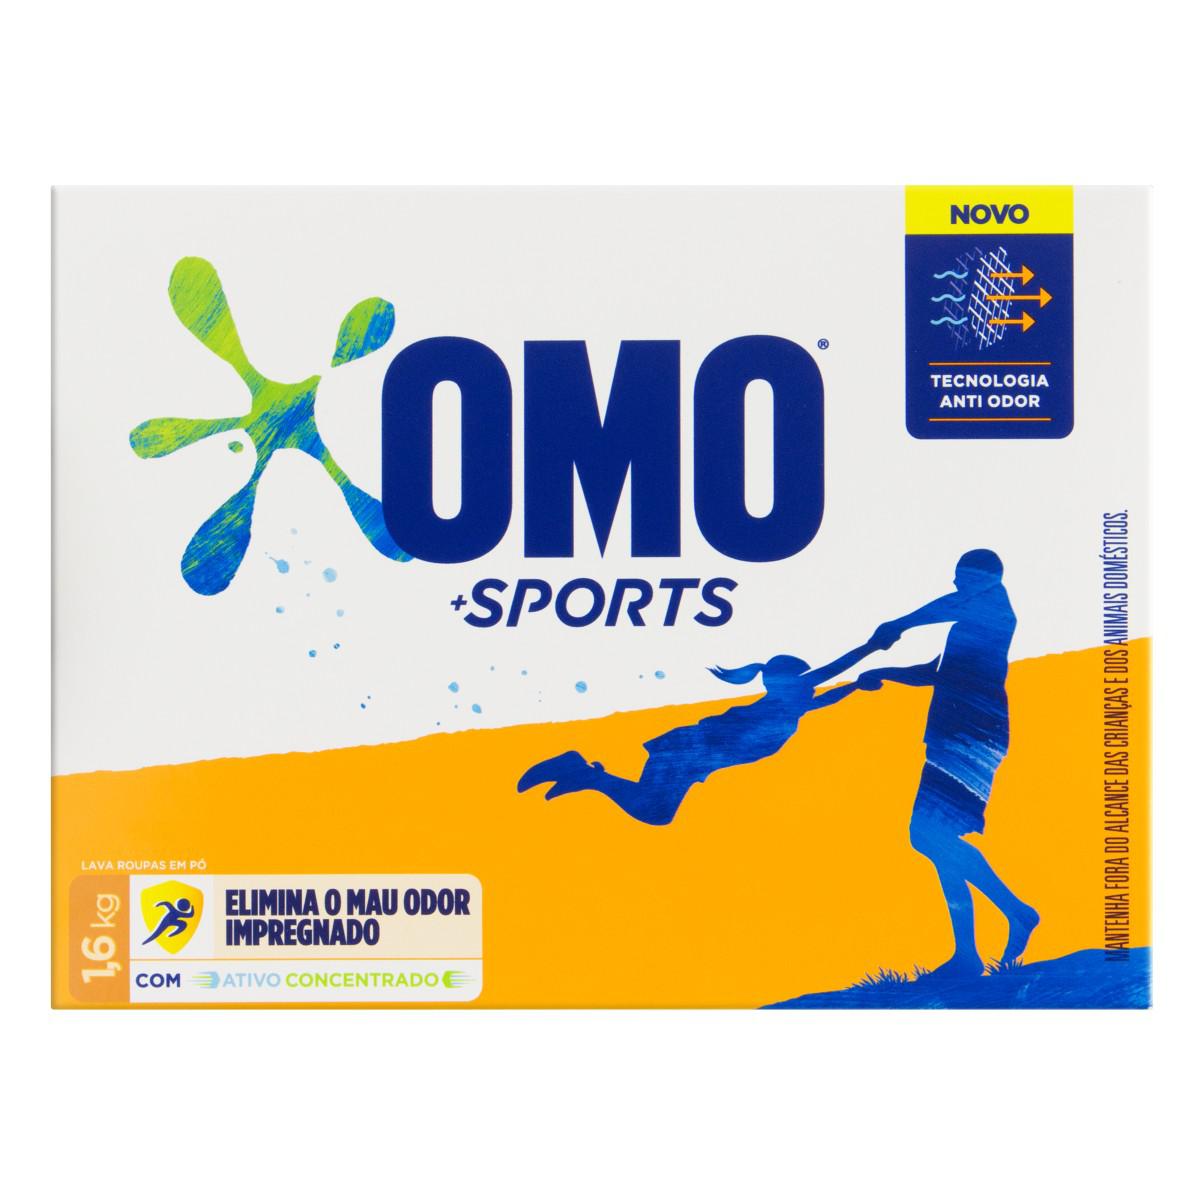 NOVO
TECNOLOGIA
ANTI ODOR
OMO®
+SPORTS
MANTENHA FORA DO ALCANCE DAS CRIANÇAS E DOS ANIMAIS DOMÉSTICOS.
LAVA ROUPAS EM PÓ
1,6 kg
ELIMINA O MAU ODOR
IMPREGNADO
COM ATIVO CONCENTRADO